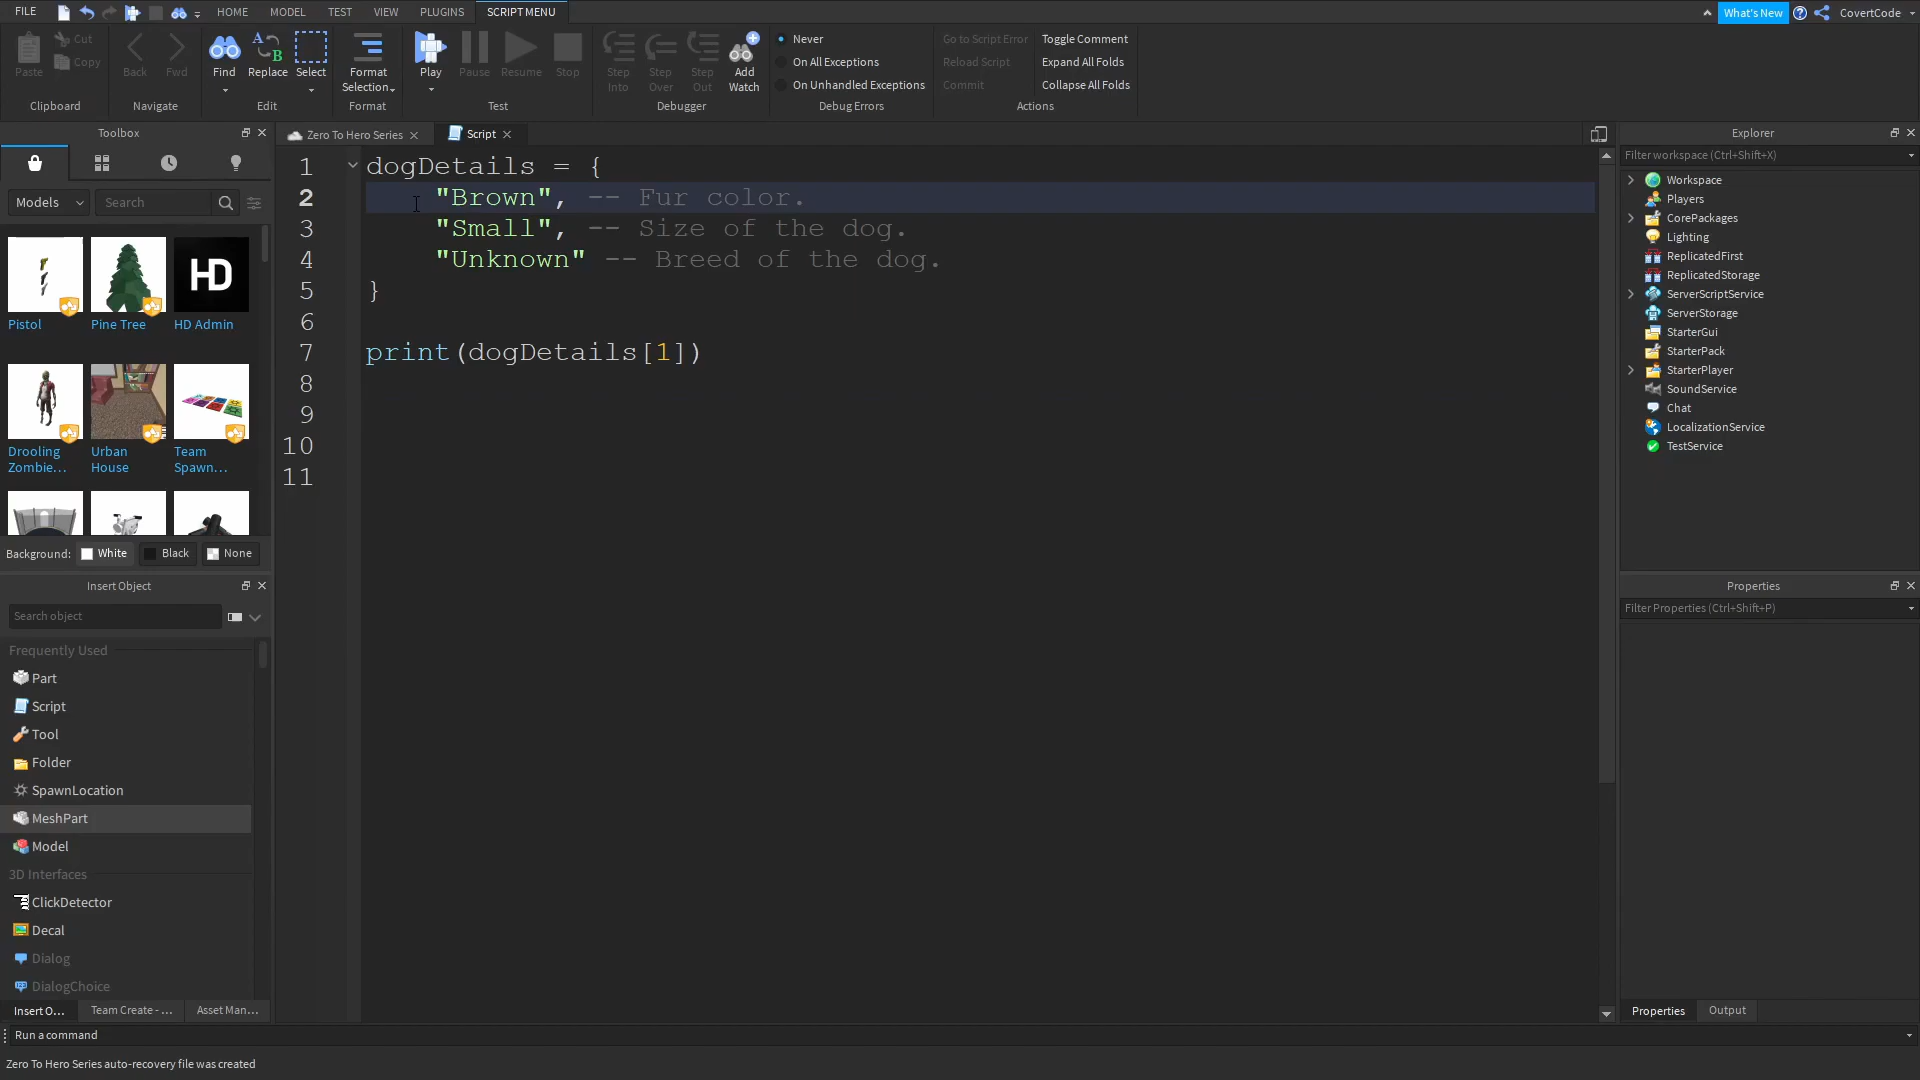 FILE HOME MODEL TEST VIEW PLUGINS SCRIPT MENU What's New CovertCode
Paste Cut Copy
Back Fwd
Find Replace Select
Format Selection
Play Pause Resume Stop
Step Into Step Over Step Out Add Watch
Never
On All Exceptions
On Unhandled Exceptions
Go to Script Error
Reload Script
Commit
Toggle Comment
Expand All Folds
Collapse All Folds
Clipboard Navigate Edit Format Test Debugger Debug Errors Actions
Toolbox
Models Search
HD
Pistol Pine Tree HD Admin
Drooling Zombie... Urban House Team Spawn...
Background: White Black None
Insert Object
Search object
Frequently Used
Part
Script
Tool
Folder
SpawnLocation
MeshPart
Model
3D Interfaces
ClickDetector
Decal
Dialog
DialogChoice
Insert O... Team Create - ... Asset Man...
Zero To Hero Series Script
1 dogDetails = {
2 "Brown", -- Fur color.
3 "Small", -- Size of the dog.
4 "Unknown" -- Breed of the dog.
5 }
6
7 print(dogDetails[1])
8
9
10
11
Explorer
Filter workspace (Ctrl+Shift+X)
Workspace
Players
CorePackages
Lighting
ReplicatedFirst
ReplicatedStorage
ServerScriptService
ServerStorage
StarterGui
StarterPack
StarterPlayer
SoundService
Chat
LocalizationService
TestService
Properties
Filter Properties (Ctrl+Shift+P)
Properties Output
Run a command
Zero To Hero Series auto-recovery file was created